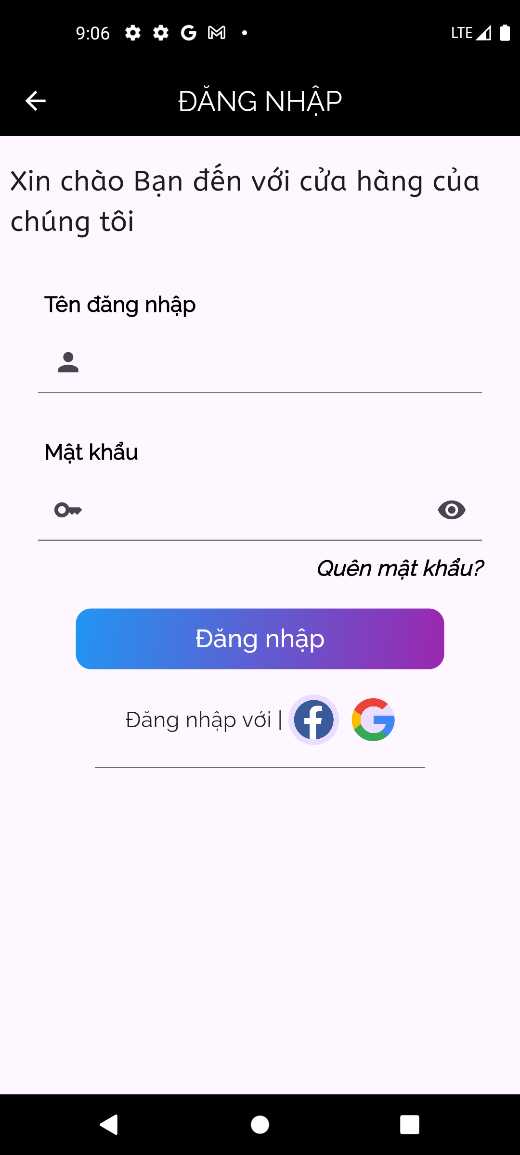 9:06
LTE
ĐĂNG NHẬP
Xin chào Bạn đến với cửa hàng của
chúng tôi
Tên đăng nhập
Mật khẩu
Quên mật khẩu?
Đăng nhập
Đăng nhập với |